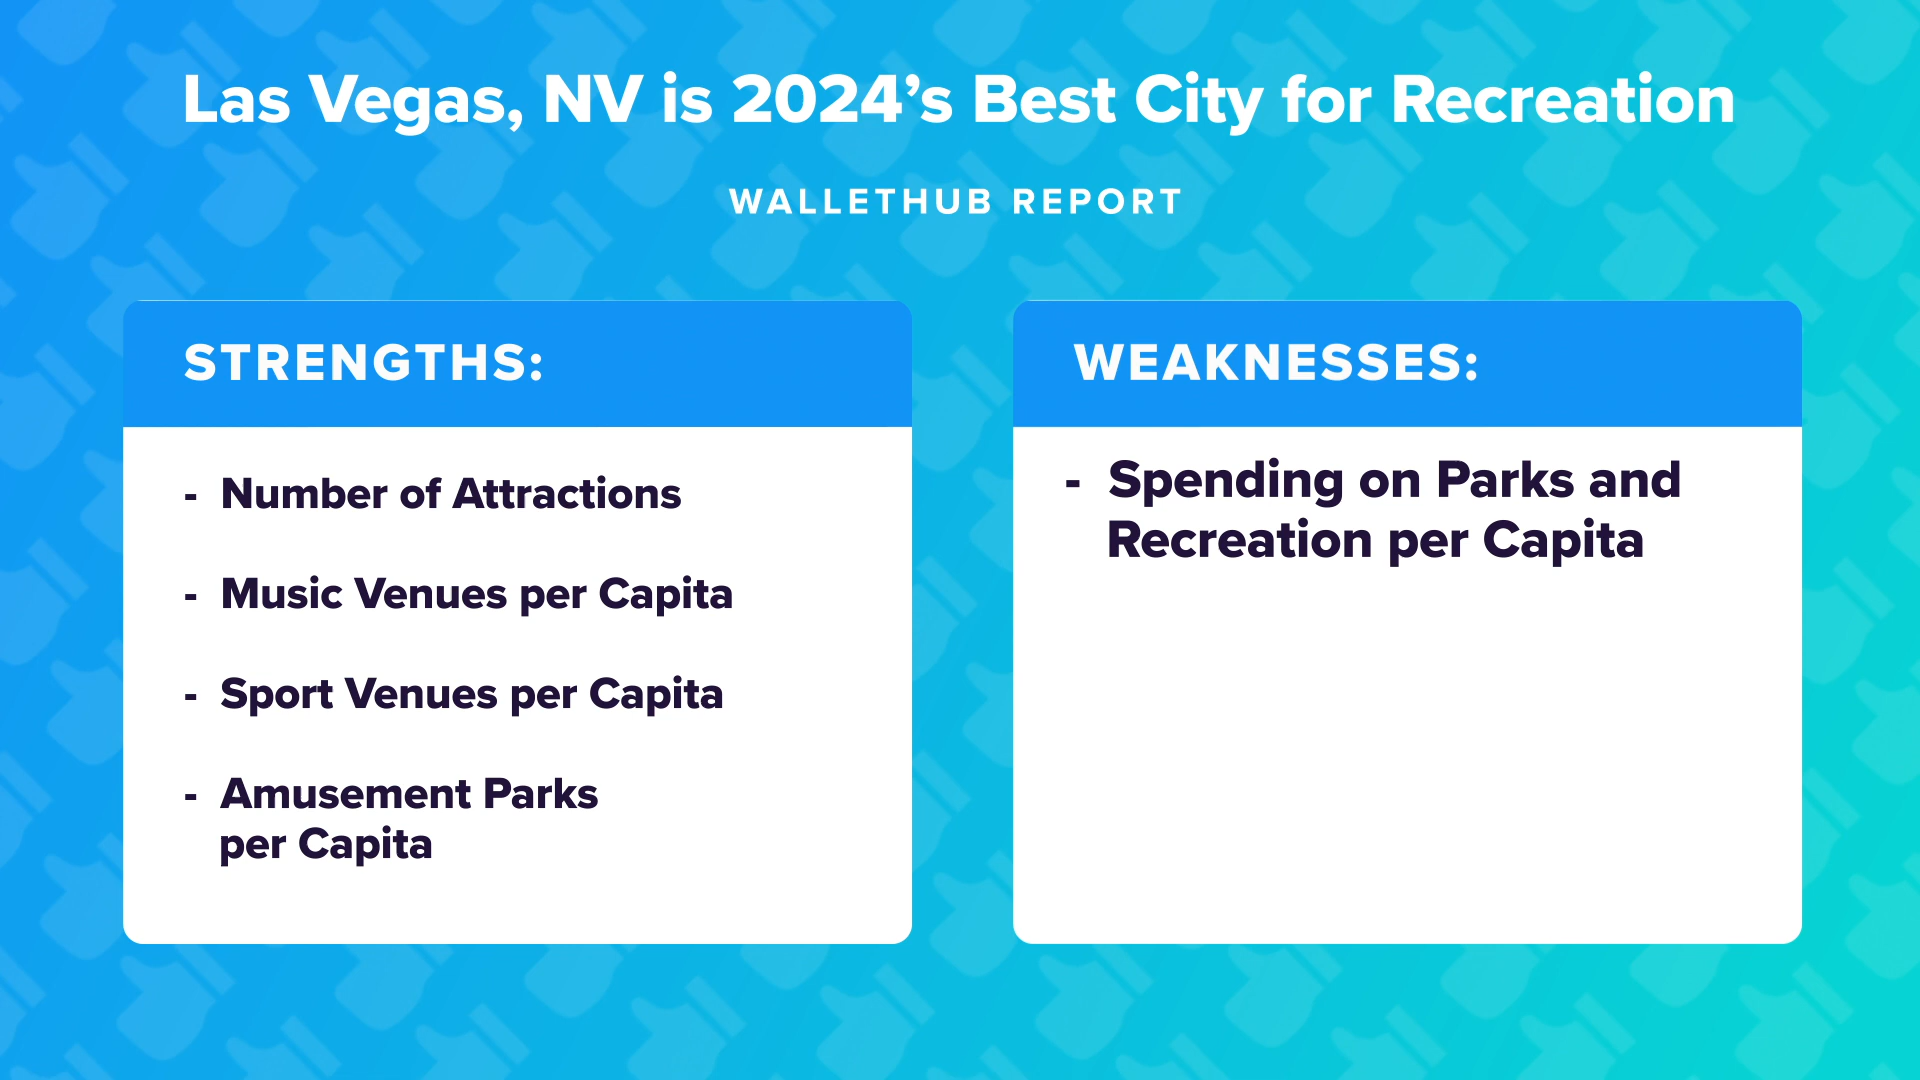 Las Vegas, NV is 2024’s Best City for Recreation
WALLETHUB REPORT
STRENGTHS:
- Number of Attractions
- Music Venues per Capita
- Sport Venues per Capita
- Amusement Parks
per Capita
WEAKNESSES:
- Spending on Parks and
Recreation per Capita